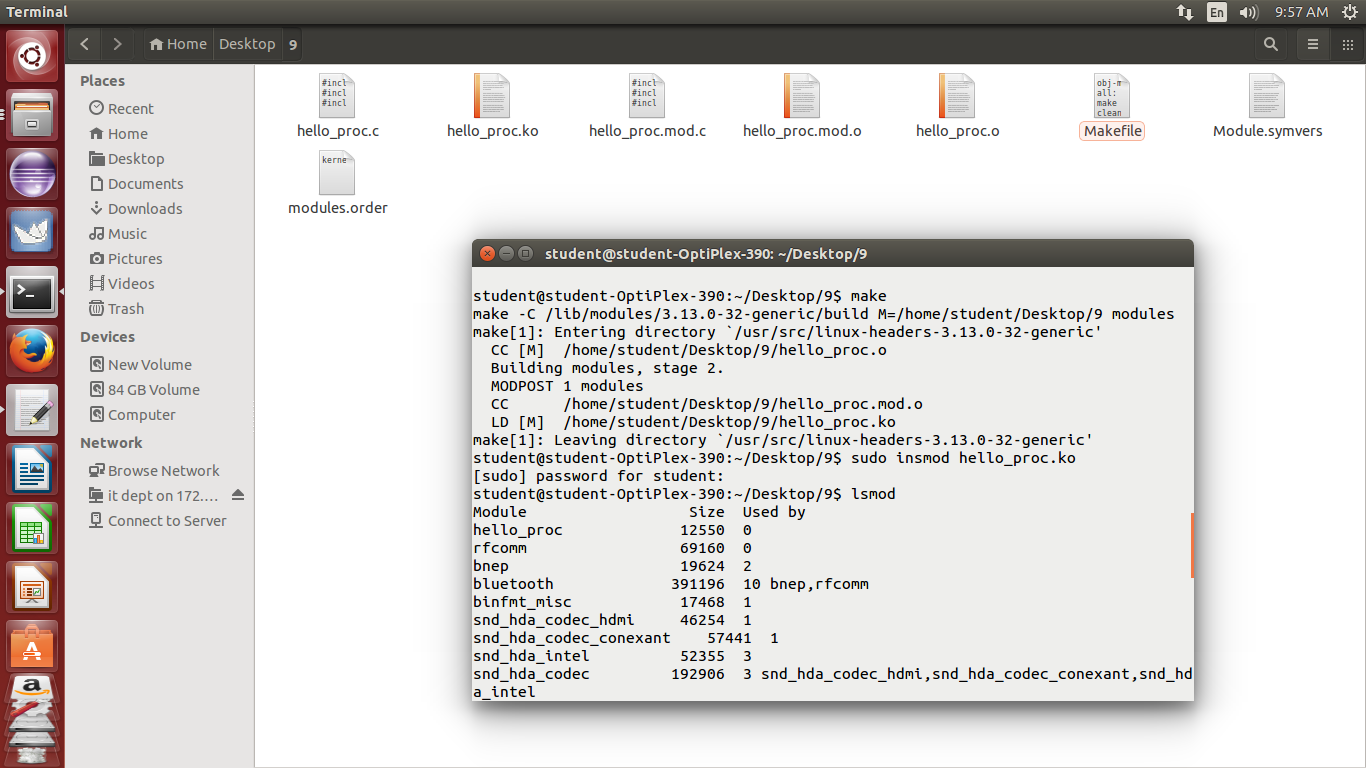 Terminal
En
9:57 AM
Home
Desktop
9
Places
Recent
Home
Desktop
Documents
Downloads
Music
Pictures
Videos
Trash
Devices
New Volume
84 GB Volume
Computer
Network
Browse Network
it dept on 172....
Connect to Server
#incl
#incl
#incl
hello_proc.c
hello_proc.ko
#incl
#incl
#incl
hello_proc.mod.c
hello_proc.mod.o
hello_proc.o
obj-m
all:
make
clean
Makefile
Module.symvers
kerne
modules.order
student@student-OptiPlex-390: ~/Desktop/9
student@student-OptiPlex-390:~/Desktop/9$ make
make -C /lib/modules/3.13.0-32-generic/build M=/home/student/Desktop/9 modules
make[1]: Entering directory `/usr/src/linux-headers-3.13.0-32-generic'
  CC [M]  /home/student/Desktop/9/hello_proc.o
  Building modules, stage 2.
  MODPOST 1 modules
  CC      /home/student/Desktop/9/hello_proc.mod.o
  LD [M]  /home/student/Desktop/9/hello_proc.ko
make[1]: Leaving directory `/usr/src/linux-headers-3.13.0-32-generic'
student@student-OptiPlex-390:~/Desktop/9$ sudo insmod hello_proc.ko
[sudo] password for student:
student@student-OptiPlex-390:~/Desktop/9$ lsmod
Module                  Size  Used by
hello_proc             12550  0
rfcomm                 69160  0
bnep                   19624  2
bluetooth             391196  10 bnep,rfcomm
binfmt_misc            17468  1
snd_hda_codec_hdmi     46254  1
snd_hda_codec_conexant    57441  1
snd_hda_intel          52355  3
snd_hda_codec         192906  3 snd_hda_codec_hdmi,snd_hda_codec_conexant,snd_hd
a_intel